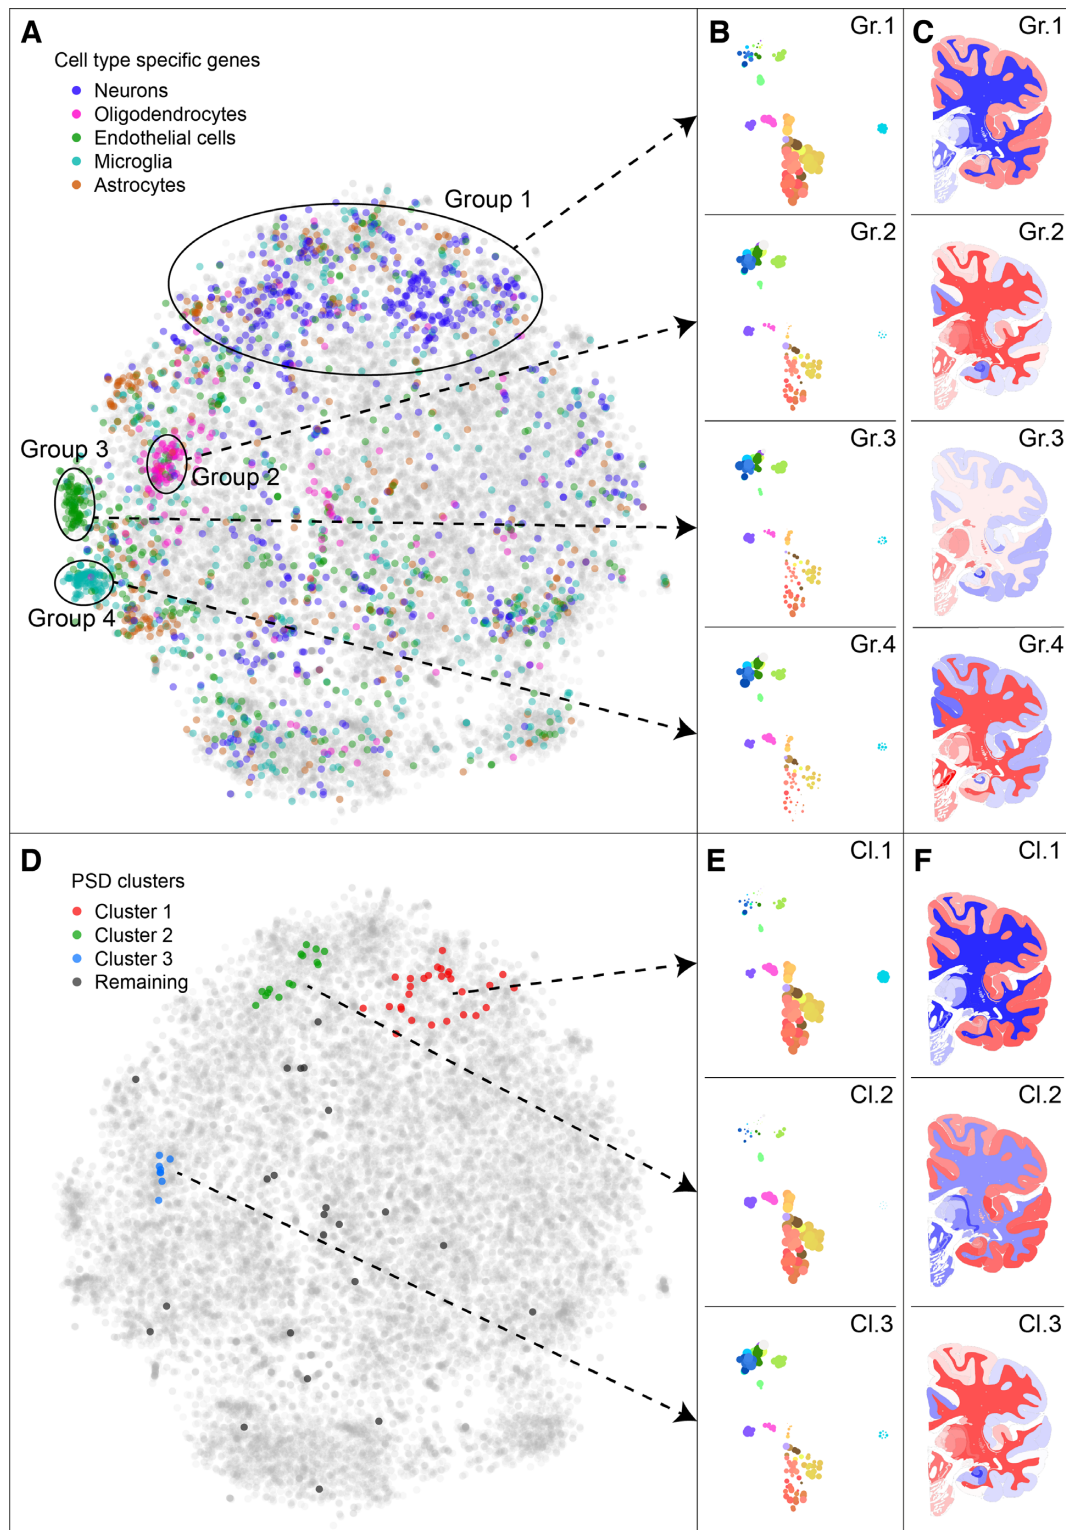 A
Cell type specific genes
Neurons
Oligodendrocytes
Endothelial cells
Microglia
Astrocytes
Group 1
Group 3
Group 2
Group 4
B
Gr.1
Gr.2
Gr.3
Gr.4
C
Gr.1
Gr.2
Gr.3
Gr.4
D
PSD clusters
Cluster 1
Cluster 2
Cluster 3
Remaining
E
Cl.1
Cl.2
Cl.3
F
Cl.1
Cl.2
Cl.3